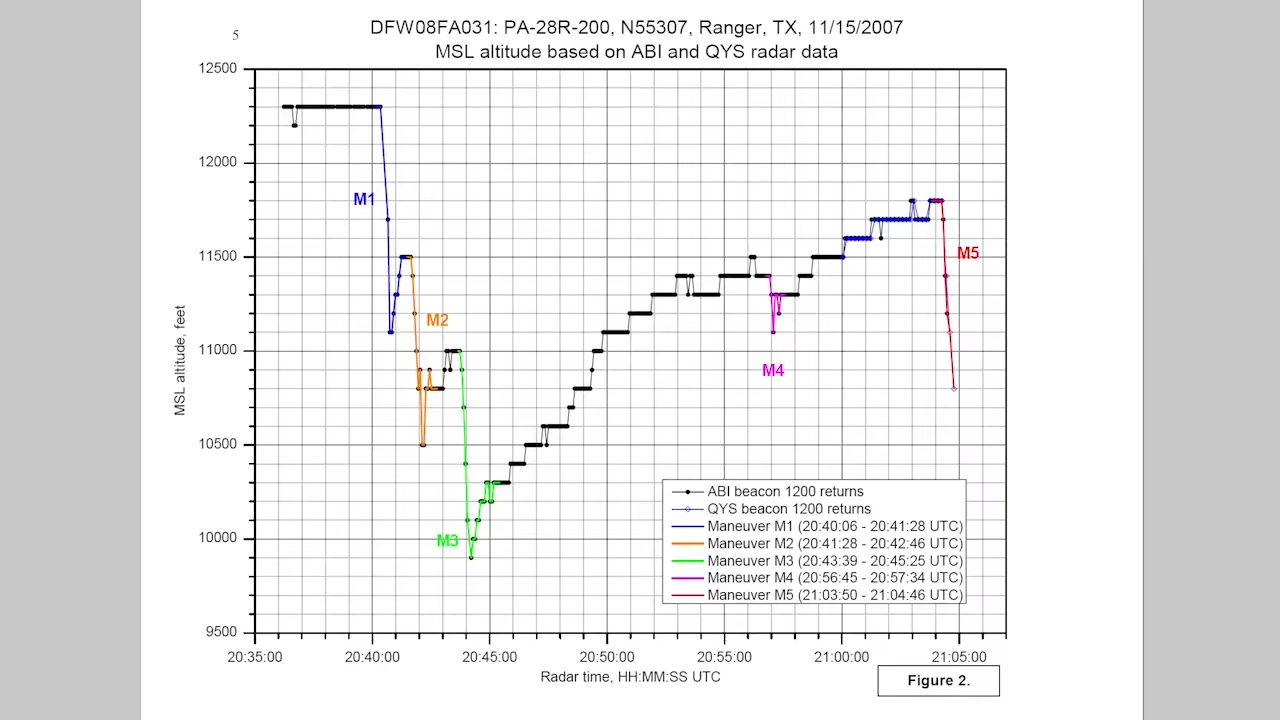 DFW08FA031: PA-28R-200, N55307, Ranger, TX, 11/15/2007
5
MSL altitude based on ABI and QYS radar data
12500
12000
M1
11500
M5
M2
11000
M4
MSL altitude, feet
10500
ABI beacon 1200 returns
QYS beacon 1200 returns
Maneuver M1 (20:40:06 - 20:41:28 UTC)
M3
10000
Maneuver M2 (20:41:28 - 20:42:46 UTC)
Maneuver M3 (20:43:39 - 20:45:25 UTC)
Maneuver M4 (20:56:45 - 20:57:34 UTC)
Maneuver M5 (21:03:50 - 21:04:46 UTC)
9500
20:35:00 20:40:00 20:45:00 20:50:00 20:55:00 21:00:00 21:05:00
Radar time, HH:MM:SS UTC
Figure 2.